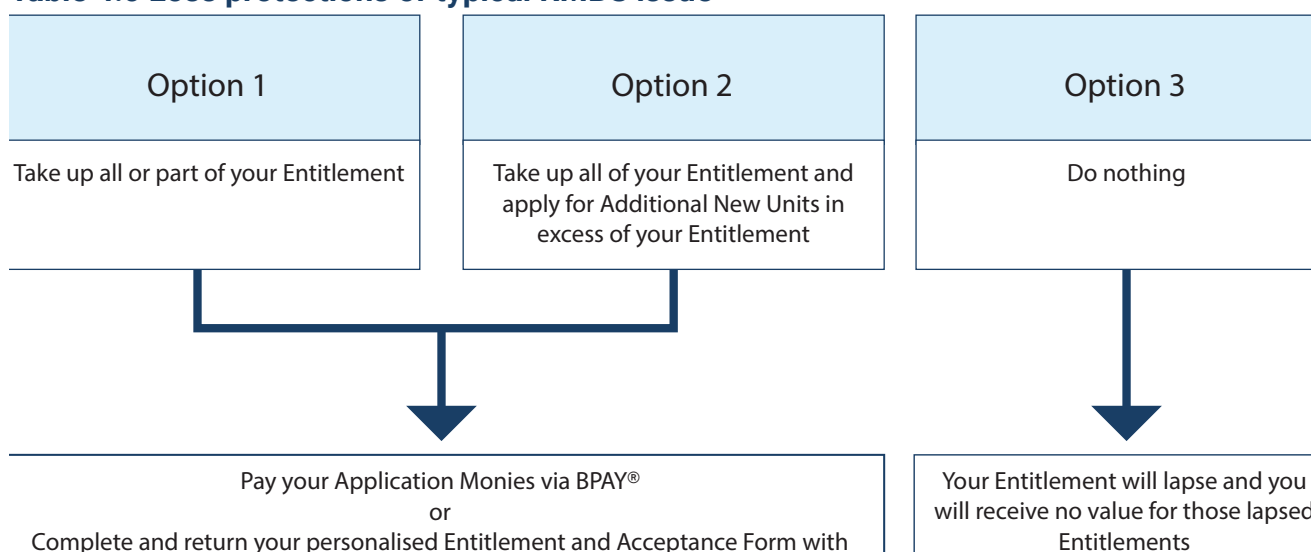 Option 1
Take up all or part of your Entitlement
Option 2
Take up all of your Entitlement and
apply for Additional New Units in
excess of your Entitlement
Option 3
Do nothing
Pay your Application Monies via BPAY®
or
Complete and return your personalised Entitlement and Acceptance Form with
Your Entitlement will lapse and you
will receive no value for those lapsed
Entitlements